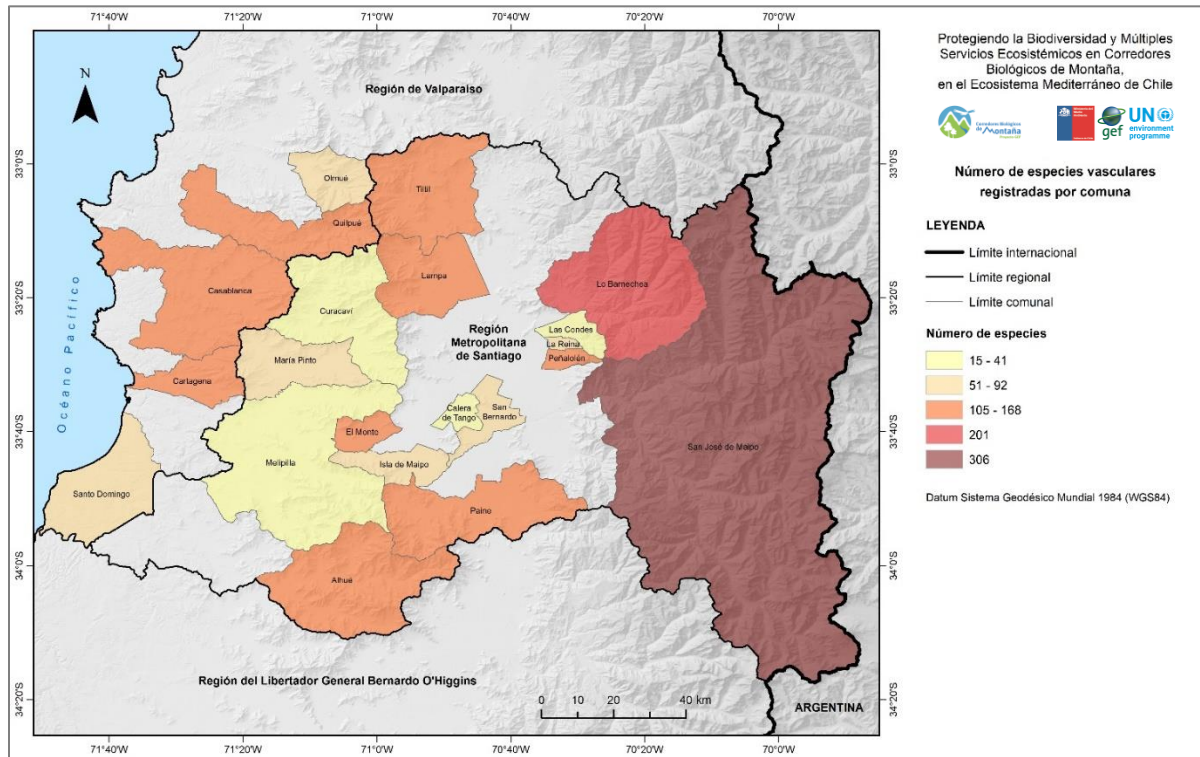 71°40'W
71°20'W
71°0'W
70°40'W
70°20'W
70°0'W
N
Región de Valparaiso
33°0'S
33°20'S
33°40'S
34°0'S
34°20'S
Océano Pacífico
Olmué
Tiltil
Quilpué
Lampa
Casablanca
Curacaví
Lo Barnechea
Las Condes
La Reina
Peñalolén
Región
Metropolitana
de Santiago
María Pinto
Cartagena
Calera
de Tango
San
Bernardo
El Monte
San José de Maipo
Melipilla
Isla de Maipo
Santo Domingo
Paine
Alhué
Región del Libertador General Bernardo O'Higgins
0 10 20 40 km
ARGENTINA
33°0'S
33°20'S
33°40'S
34°0'S
34°20'S
71°40'W
71°20'W
71°0'W
70°40'W
70°20'W
70°0'W
Protegiendo la Biodiversidad y Múltiples
Servicios Ecosistémicos en Corredores
Biológicos de Montaña,
en el Ecosistema Mediterráneo de Chile
Corredores Biológicos
de Montaña
gef
UN
environment
programme
Número de especies vasculares
registradas por comuna
LEYENDA
Límite internacional
Límite regional
Límite comunal
Número de especies
15 - 41
51 - 92
105 - 168
201
306
Datum Sistema Geodésico Mundial 1984 (WGS84)